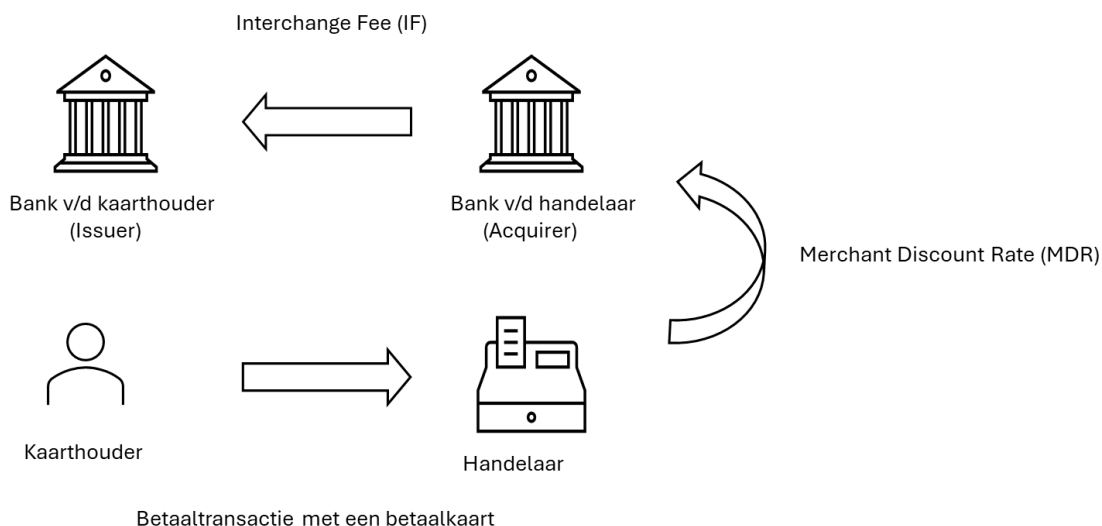 Interchange Fee (IF)
Bank v/d kaarthouder
(Issuer)
Bank v/d handelaar
(Acquirer)
Merchant Discount Rate (MDR)
Kaarthouder
Handelaar
Betaaltransactie met een betaalkaart